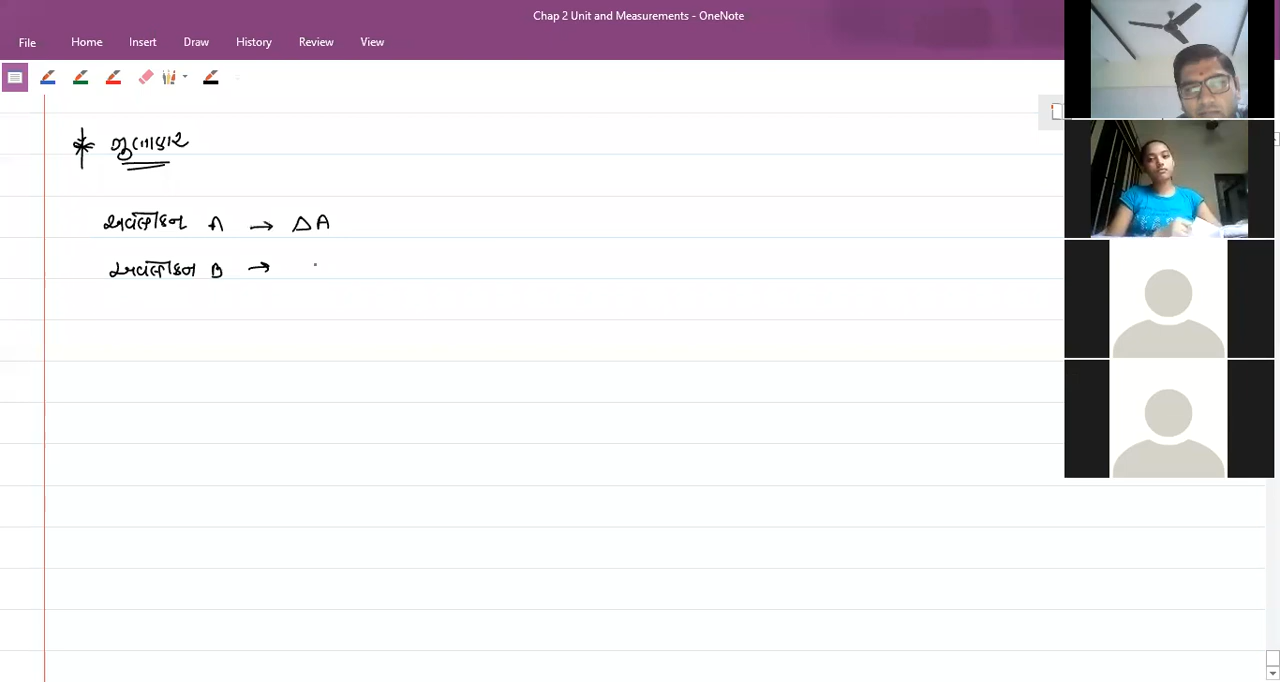 Chap 2 Unit and Measurements - OneNote
File Home Insert Draw History Review View
* ગુણાકાર
અવલોકન A → ΔA
અવલોકન B →